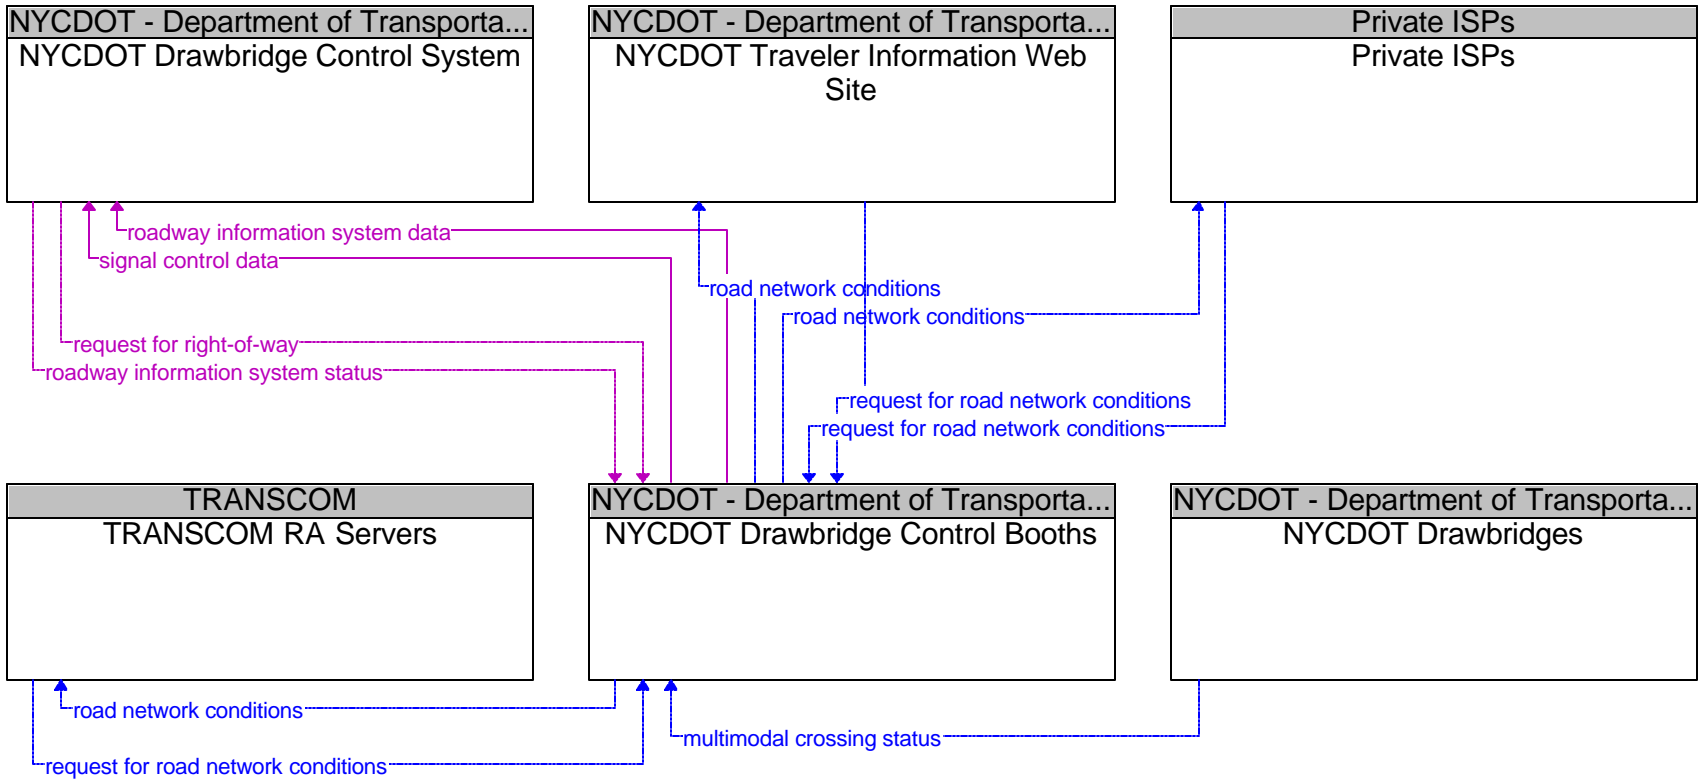 NYCDOT - Department of Transporta...
NYCDOT Drawbridge Control System
NYCDOT - Department of Transporta...
NYCDOT Traveler Information Web
Site
Private ISPs
Private ISPs
roadway information system data
signal control data
road network conditions
road network conditions
request for right-of-way
roadway information system status
request for road network conditions
request for road network conditions
TRANSCOM
TRANSCOM RA Servers
NYCDOT - Department of Transporta...
NYCDOT Drawbridge Control Booths
NYCDOT - Department of Transporta...
NYCDOT Drawbridges
road network conditions
multimodal crossing status
request for road network conditions